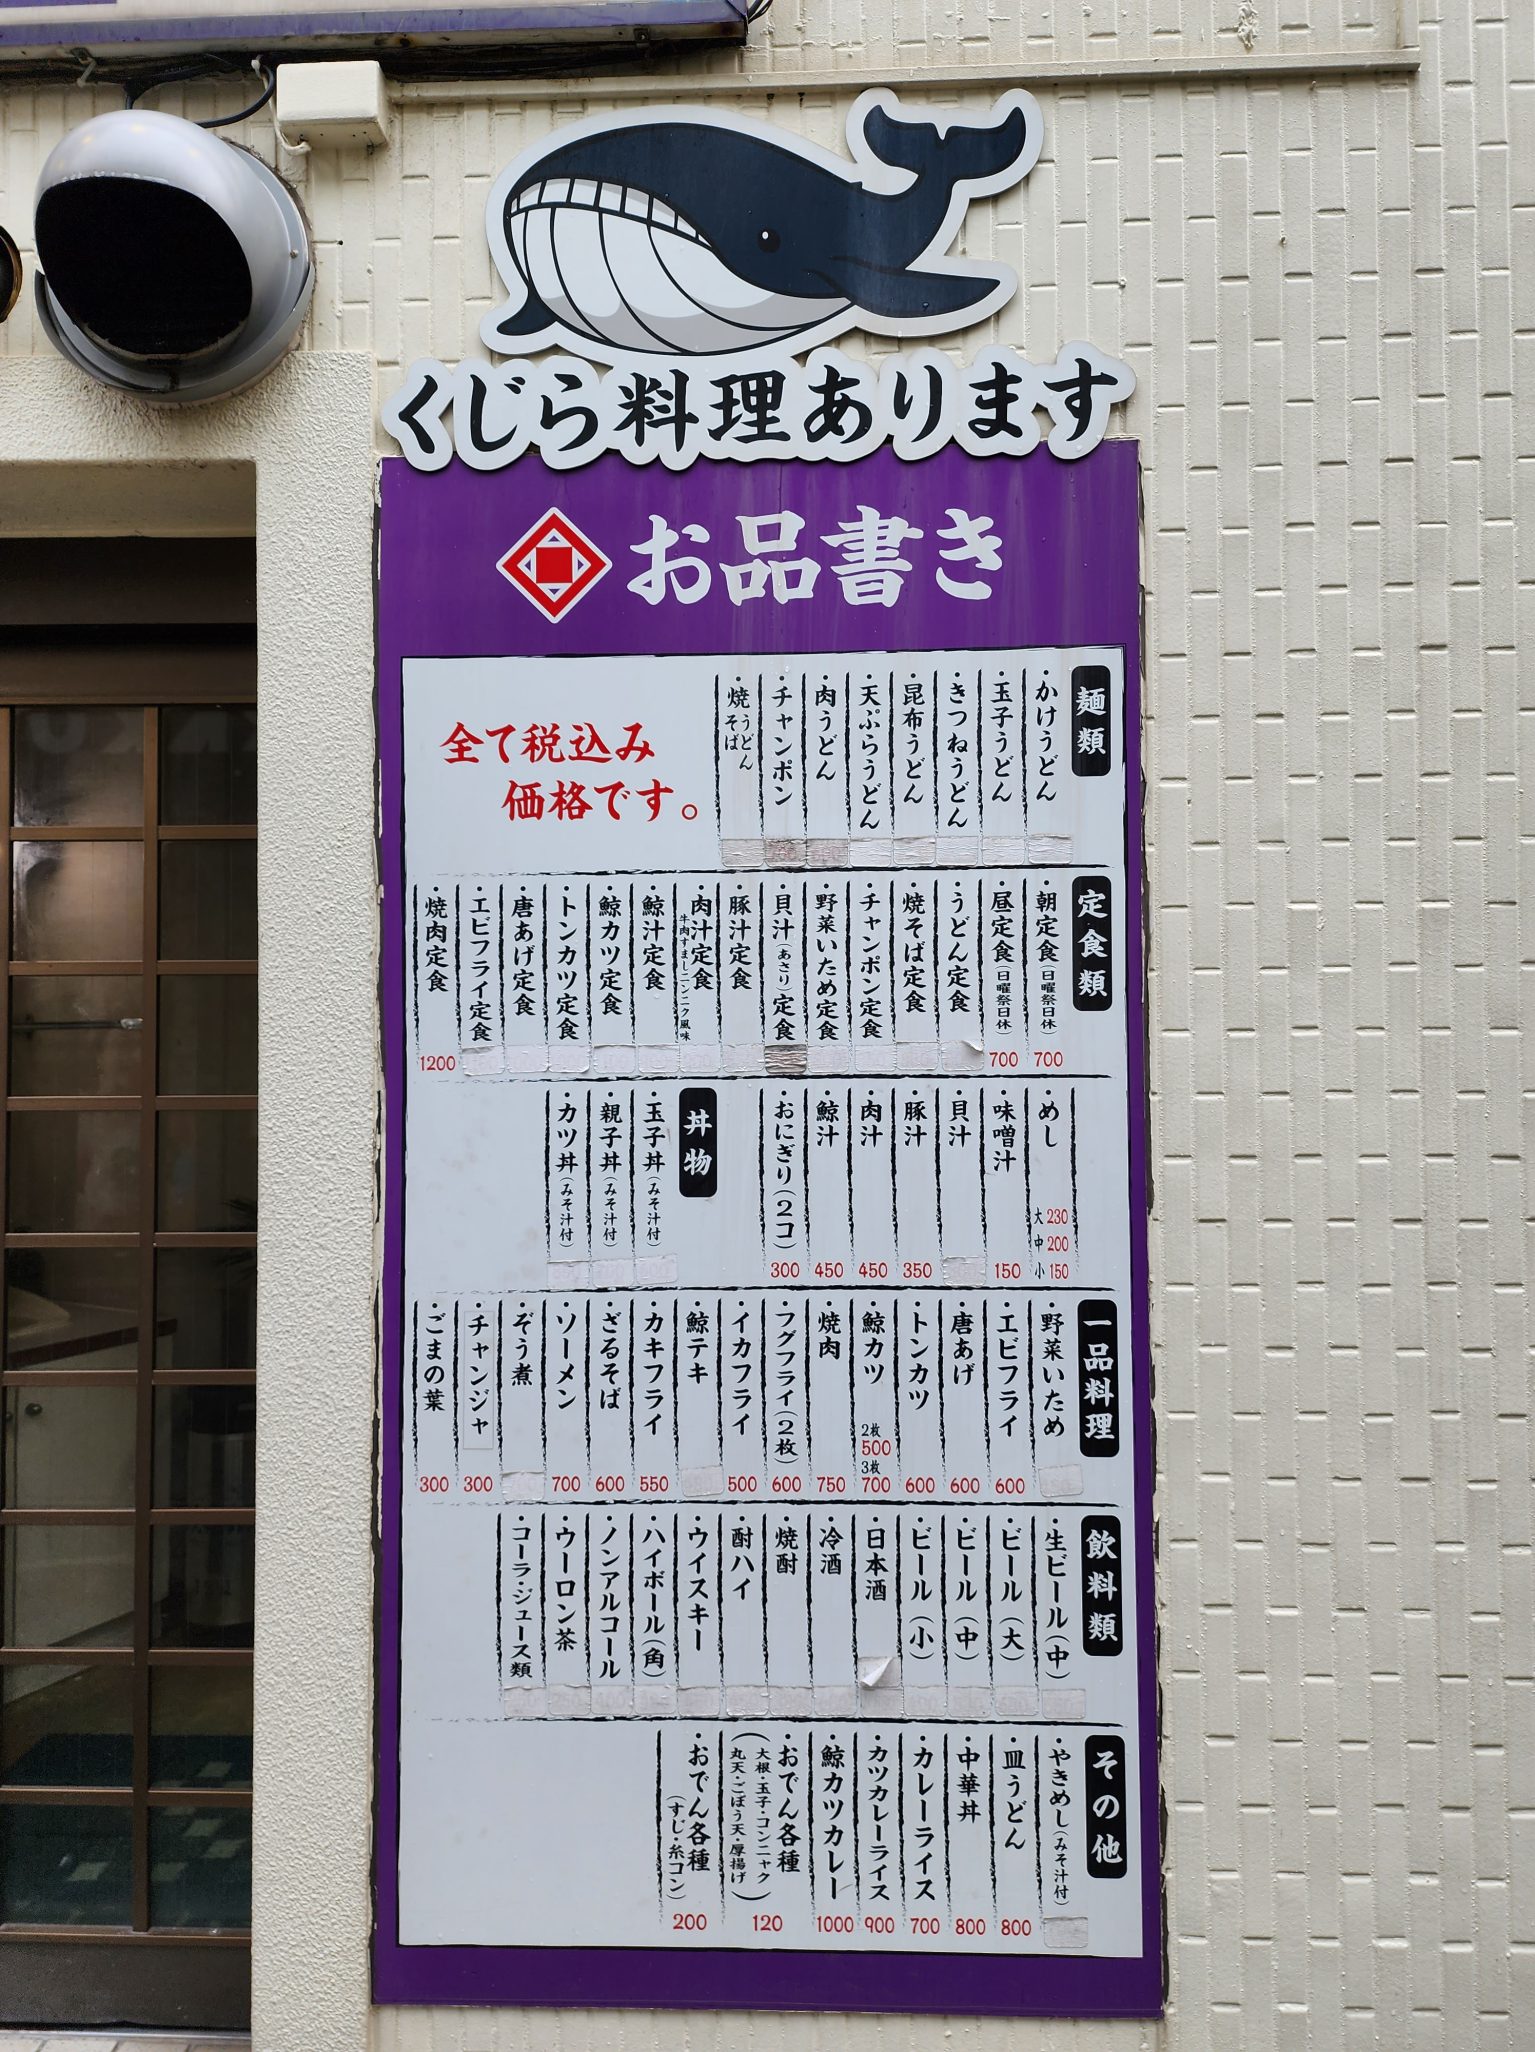 くじら料理あります
お品書き
全て税込み
価格です。
麺類
・かけうどん
・玉子うどん
・きつねうどん
・昆布うどん
・天ぷらうどん
・肉うどん
・チャンポン
・焼うどんそば
定食類
・朝定食(日曜祭日休) 700
・昼定食(日曜祭日休) 700
・うどん定食
・焼そば定食
・チャンポン定食
・野菜いため定食
・貝汁(あさり)定食
・豚汁定食
・肉汁定食
牛肉すましニンニク風味
・鯨汁定食
・鯨カツ定食
・トンカツ定食
・唐あげ定食
・エビフライ定食
・焼肉定食 1200
・めし 大230 中200 小150
・味噌汁 150
・貝汁
・豚汁 350
・肉汁 450
・鯨汁 450
・おにぎり(2コ) 300
丼物
・玉子丼(みそ汁付)
・親子丼(みそ汁付)
・カツ丼(みそ汁付)
一品料理
・野菜いため
・エビフライ 600
・唐あげ 600
・トンカツ 600
・鯨カツ 2枚500 3枚700
・焼肉 750
・フグフライ(2枚) 600
・イカフライ 500
・鯨テキ
・カキフライ 550
・ざるそば 600
・ソーメン 700
・ぞう煮
・チャンジャ 300
・ごまの葉 300
飲料類
・生ビール(中)
・ビール(大)
・ビール(中)
・ビール(小)
・日本酒
・冷酒
・焼酎
・酎ハイ
・ウイスキー
・ハイボール(角)
・ノンアルコール
・ウーロン茶
・コーラ・ジュース類
その他
・やきめし(みそ汁付)
・皿うどん 800
・中華丼 800
・カレーライス 700
・カツカレーライス 900
・鯨カツカレー 1000
・おでん各種
(大根・玉子・コンニャク
丸天・ごぼう天・厚揚げ) 120
・おでん各種
(すじ・糸コン) 200